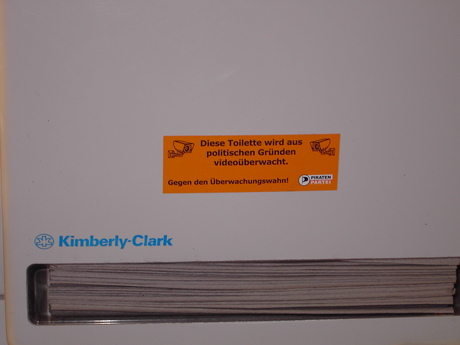 Diese Toilette wird aus
politischen Gründen
videoüberwacht.
Gegen den Überwachungswahn!
PIRATEN
PARTEI
Kimberly-Clark